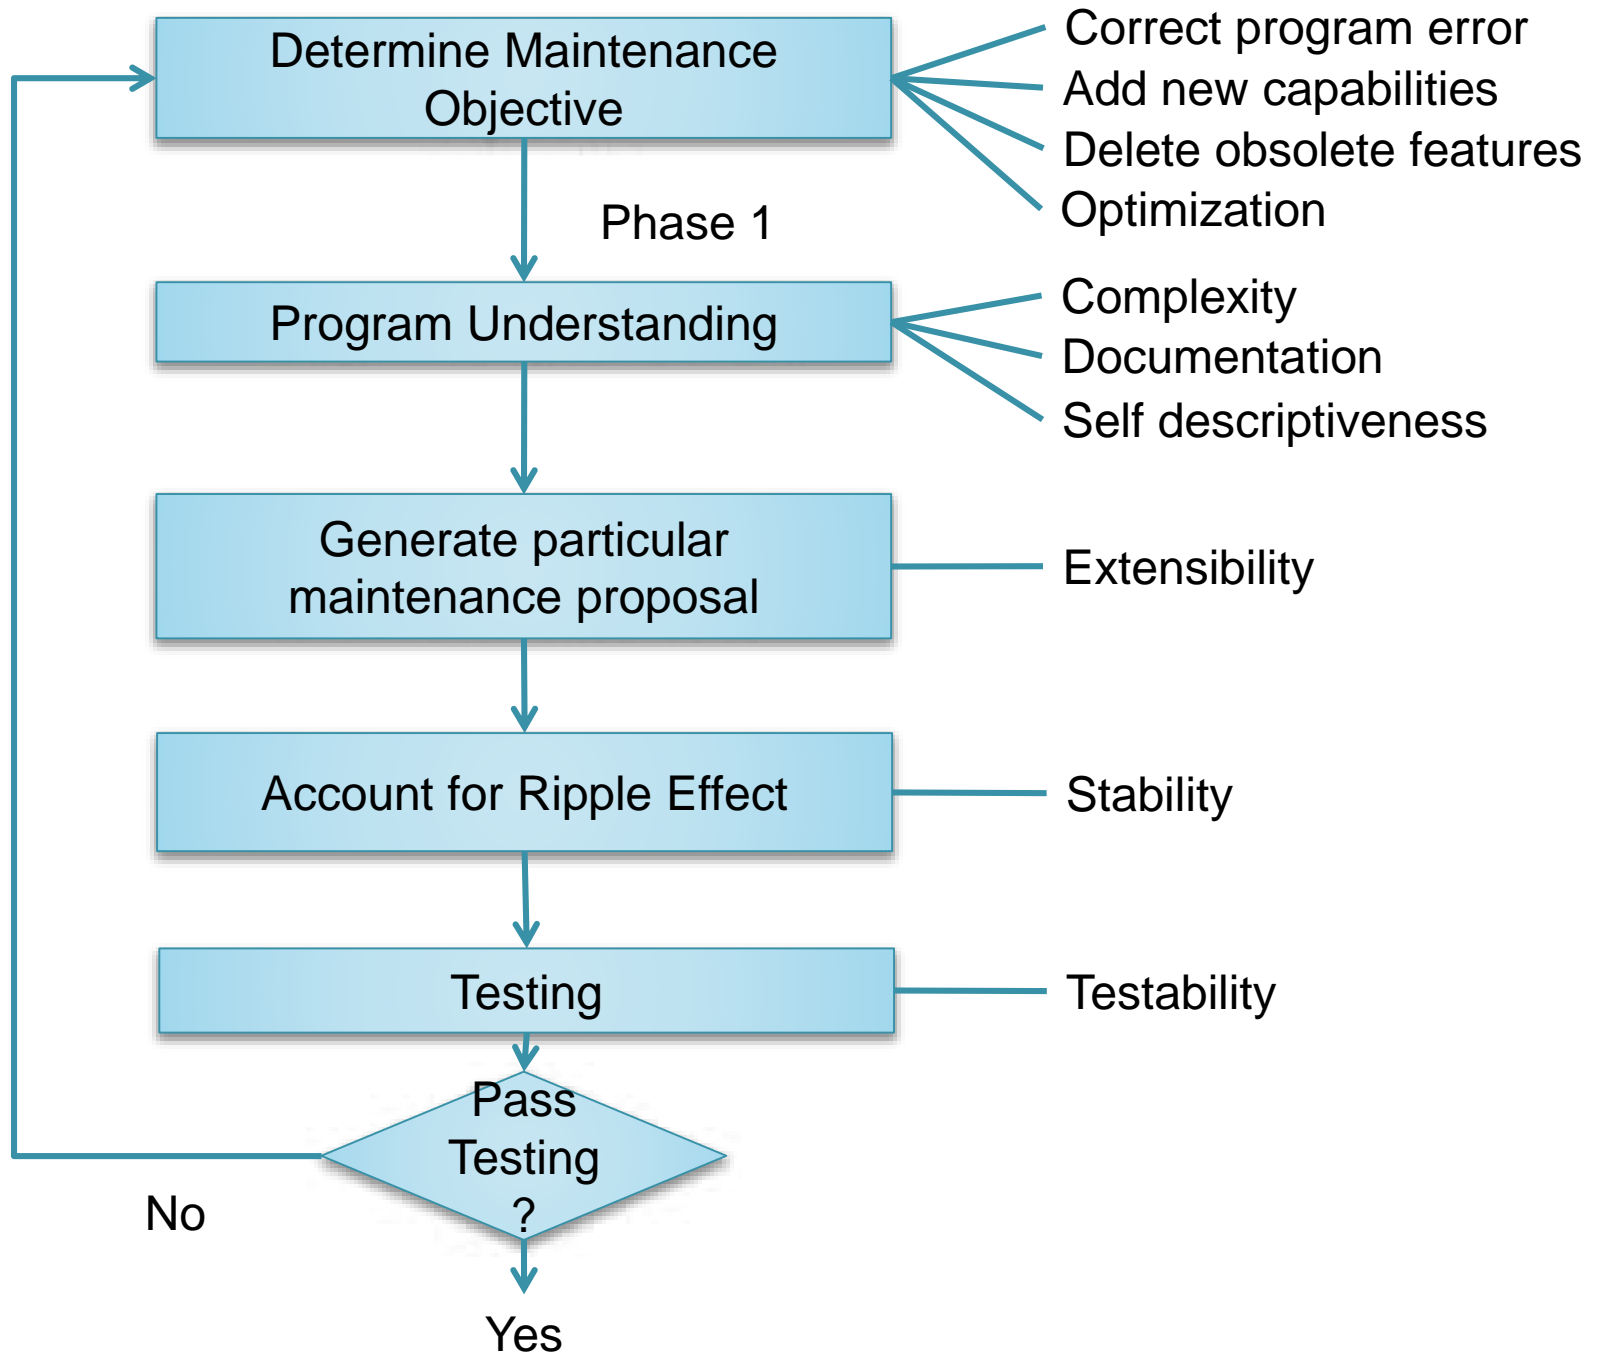 Determine Maintenance
Objective
Correct program error
Add new capabilities
Delete obsolete features
Optimization
Phase 1
Program Understanding
Complexity
Documentation
Self descriptiveness
Generate particular
maintenance proposal
Extensibility
Account for Ripple Effect
Stability
Testing
Testability
Pass
Testing
?
No
Yes